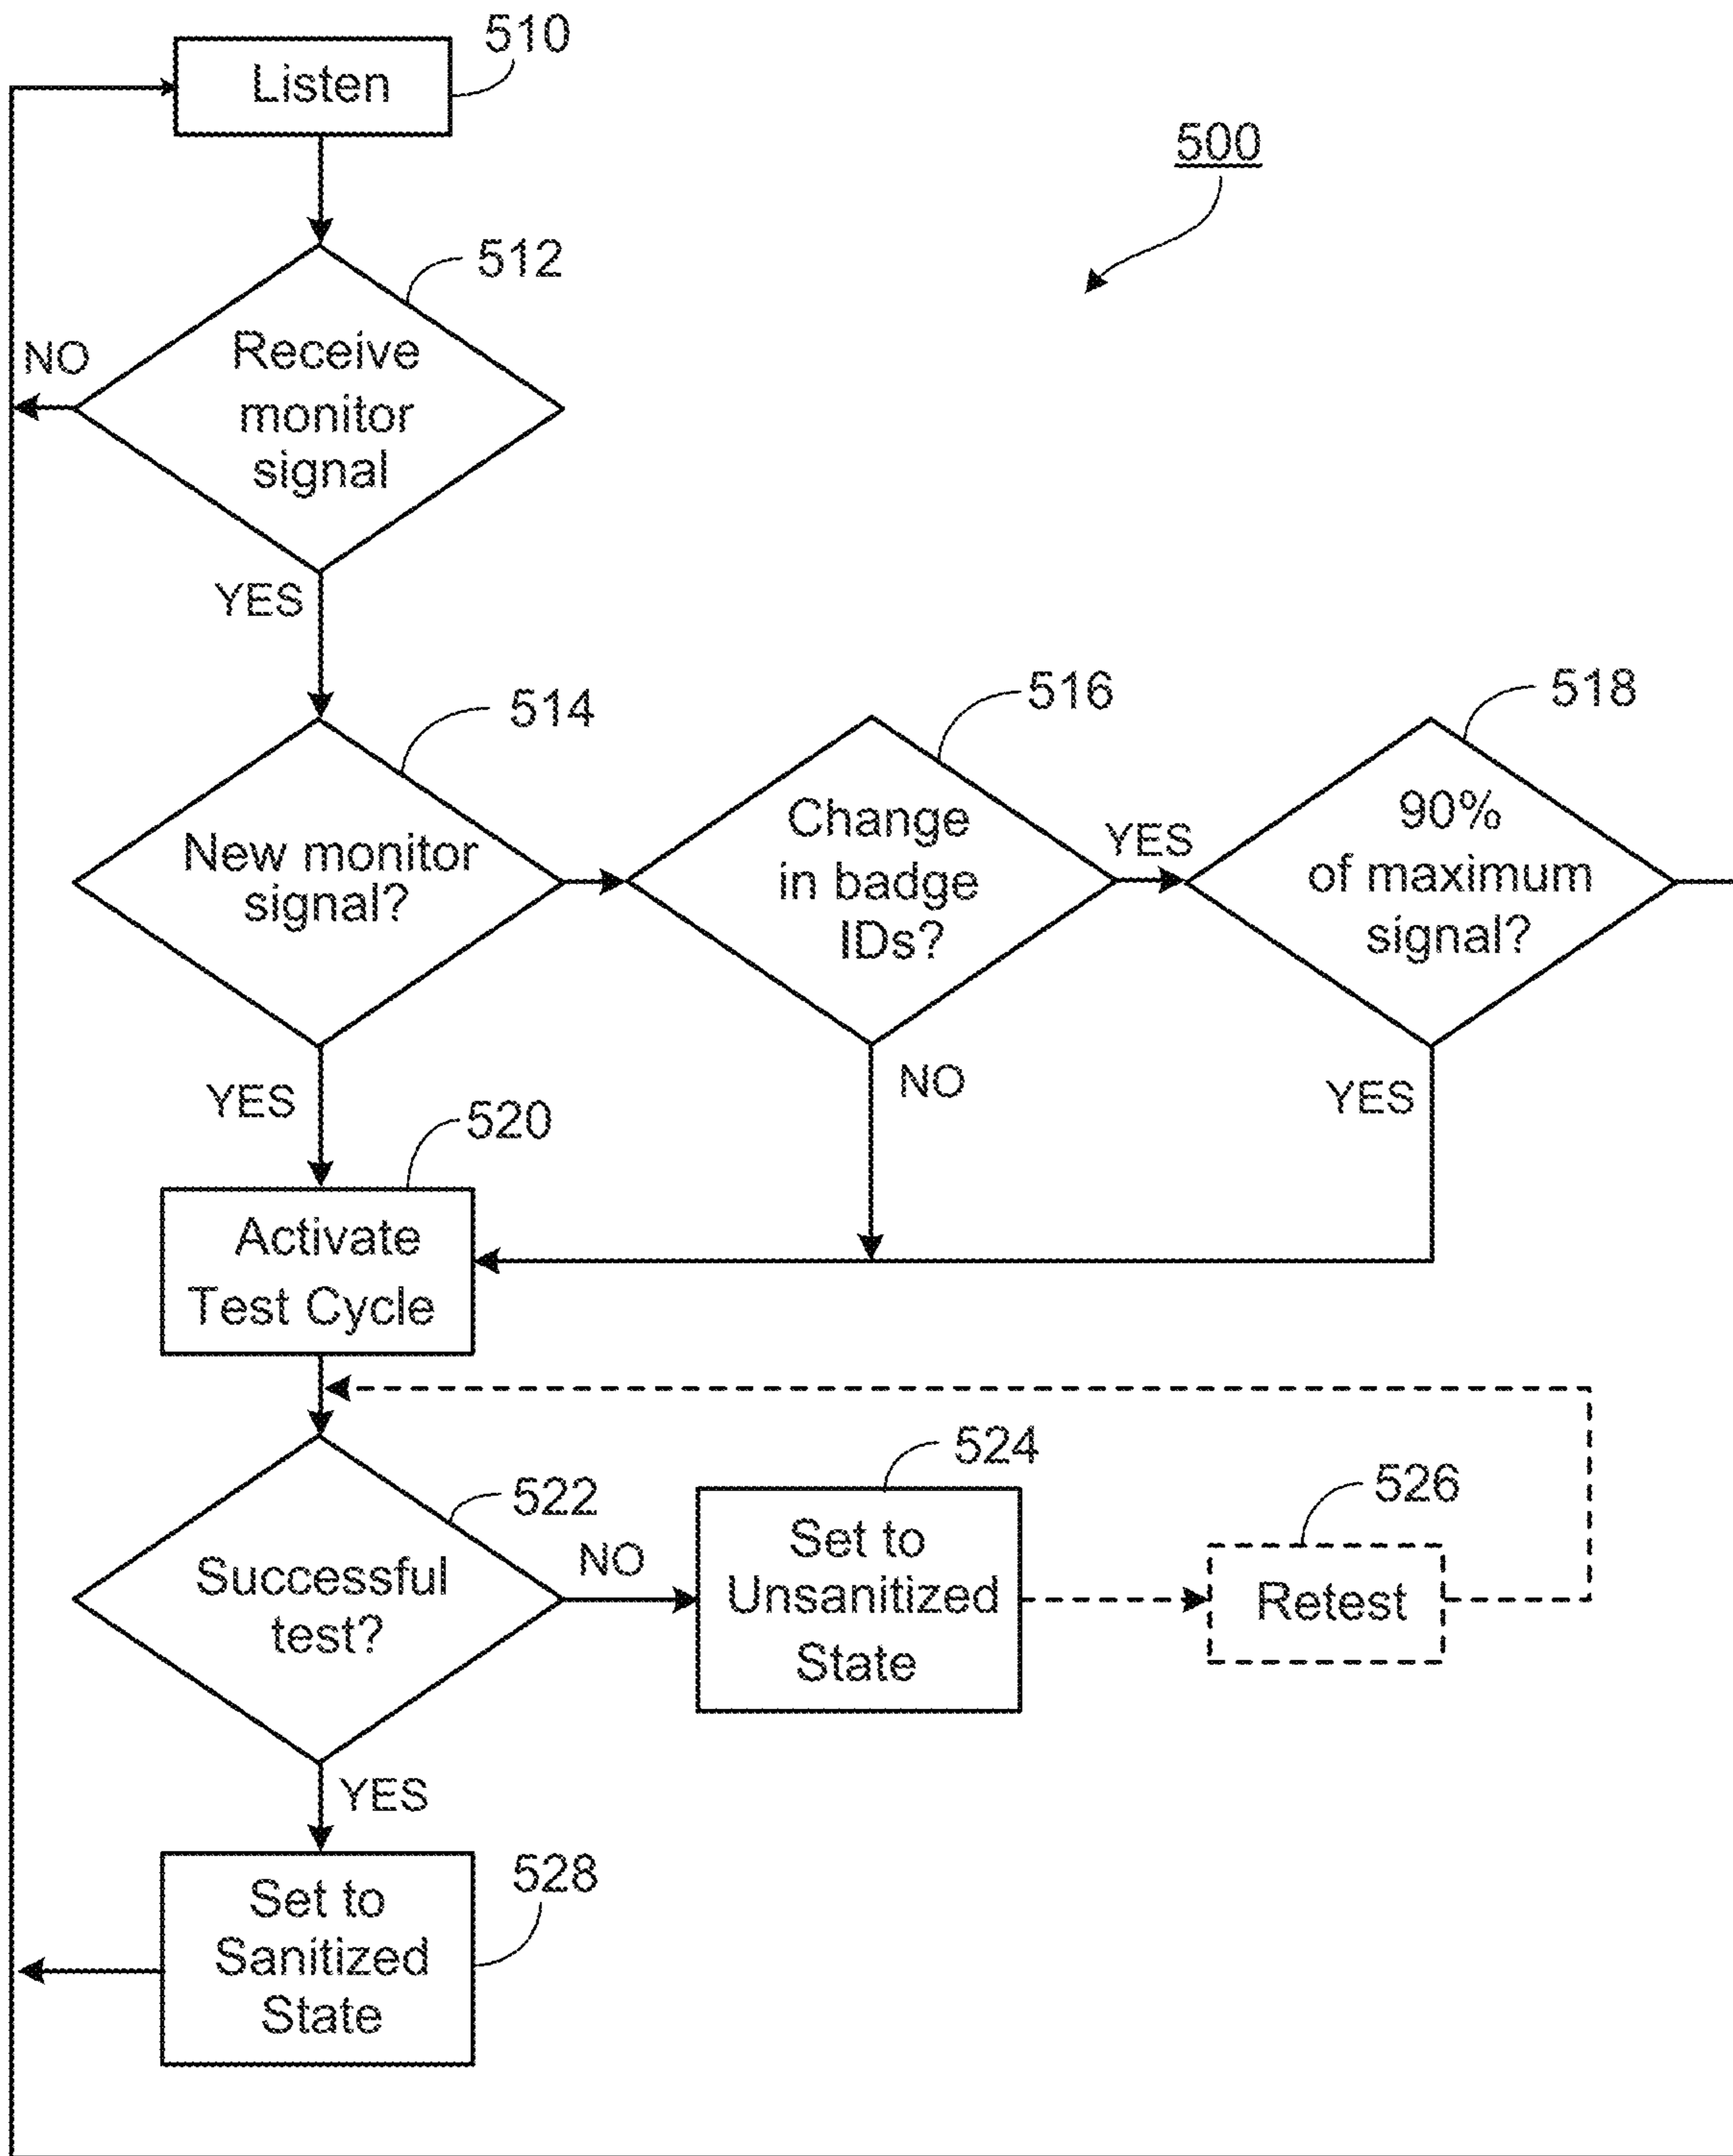 510
Listen
500
512
NO
Receive
monitor
signal
YES
514
516
518
New monitor
signal?
Change
in badge
IDs?
YES
90%
of maximum
signal?
YES
NO
YES
520
Activate
Test Cycle
522
524
526
Successful
test?
NO
Set to
Unsanitized
State
Retest
YES
528
Set to
Sanitized
State